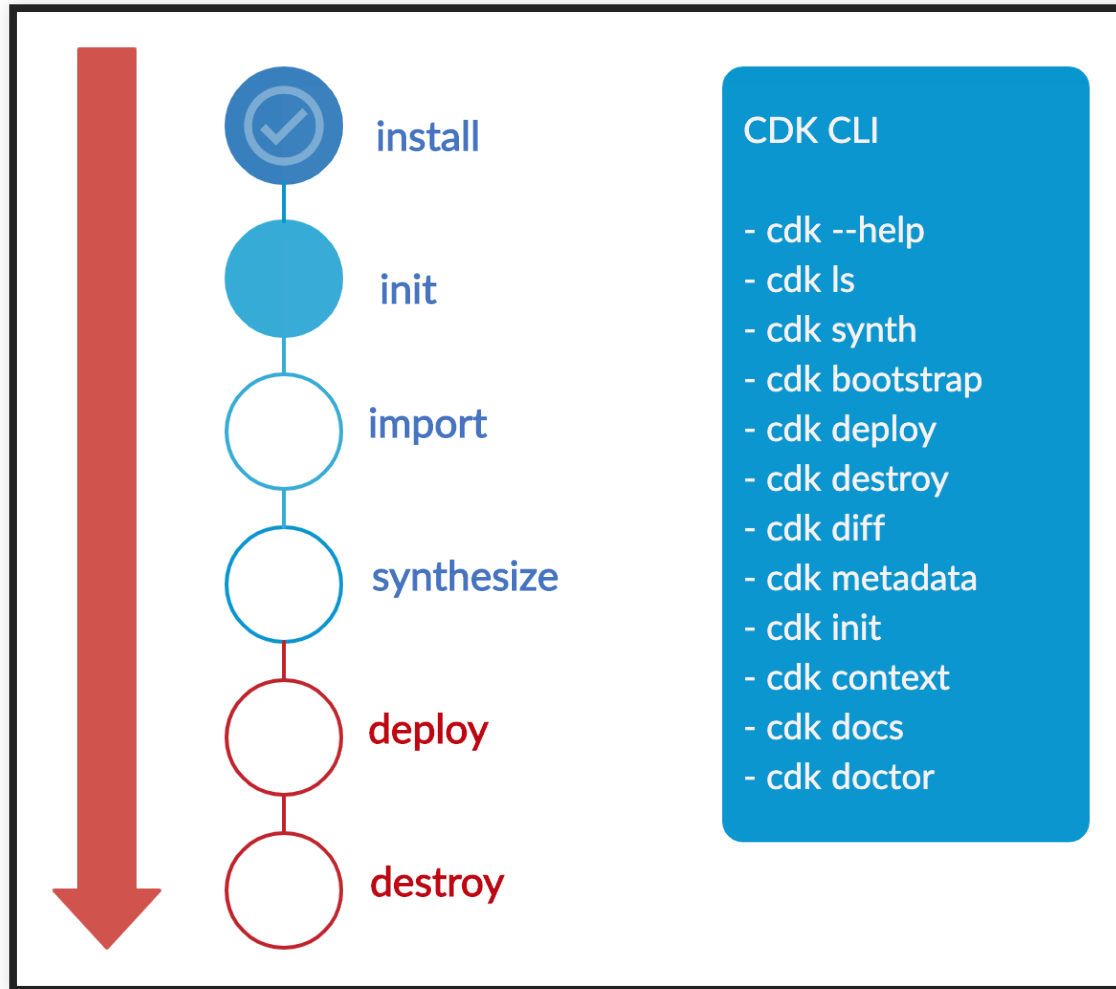 install
init
import
synthesize
deploy
destroy
CDK CLI
- cdk --help
- cdk ls
- cdk synth
- cdk bootstrap
- cdk deploy
- cdk destroy
- cdk diff
- cdk metadata
- cdk init
- cdk context
- cdk docs
- cdk doctor